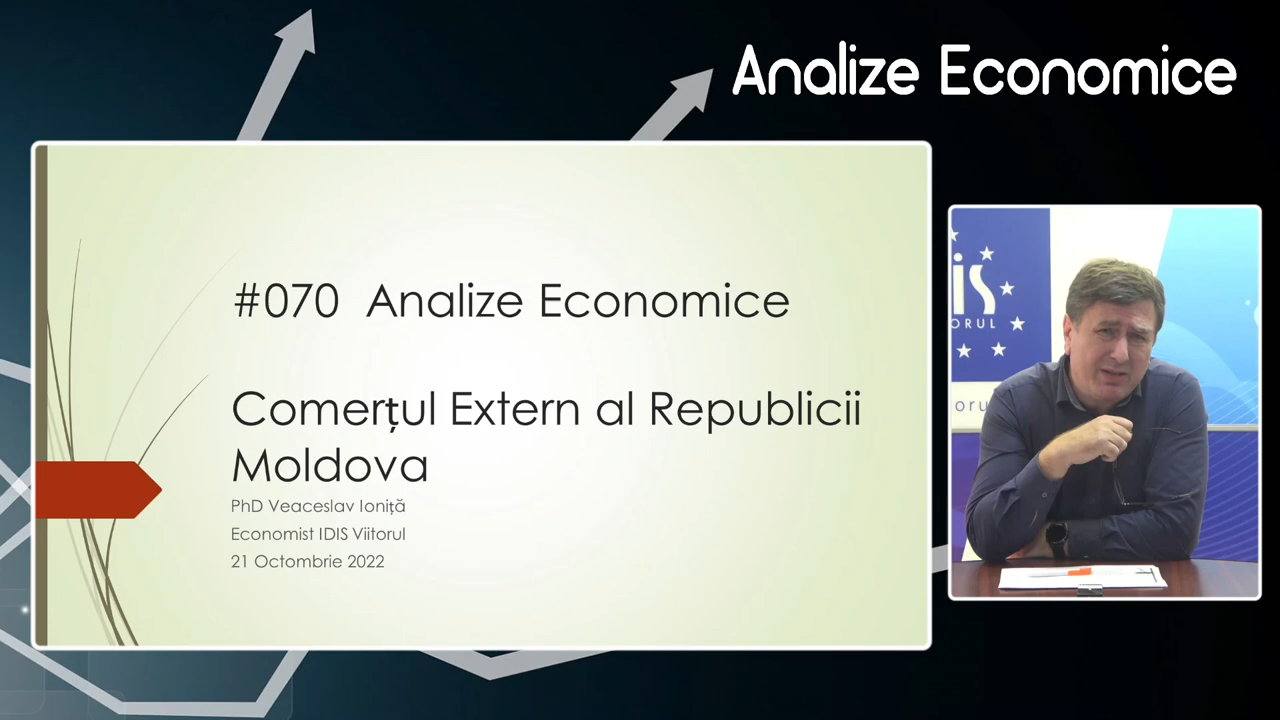 Analize Economice
#070 Analize Economice
Comerțul Extern al Republicii
Moldova
PhD Veaceslav Ioniță
Economist IDIS Viitorul
21 Octombrie 2022